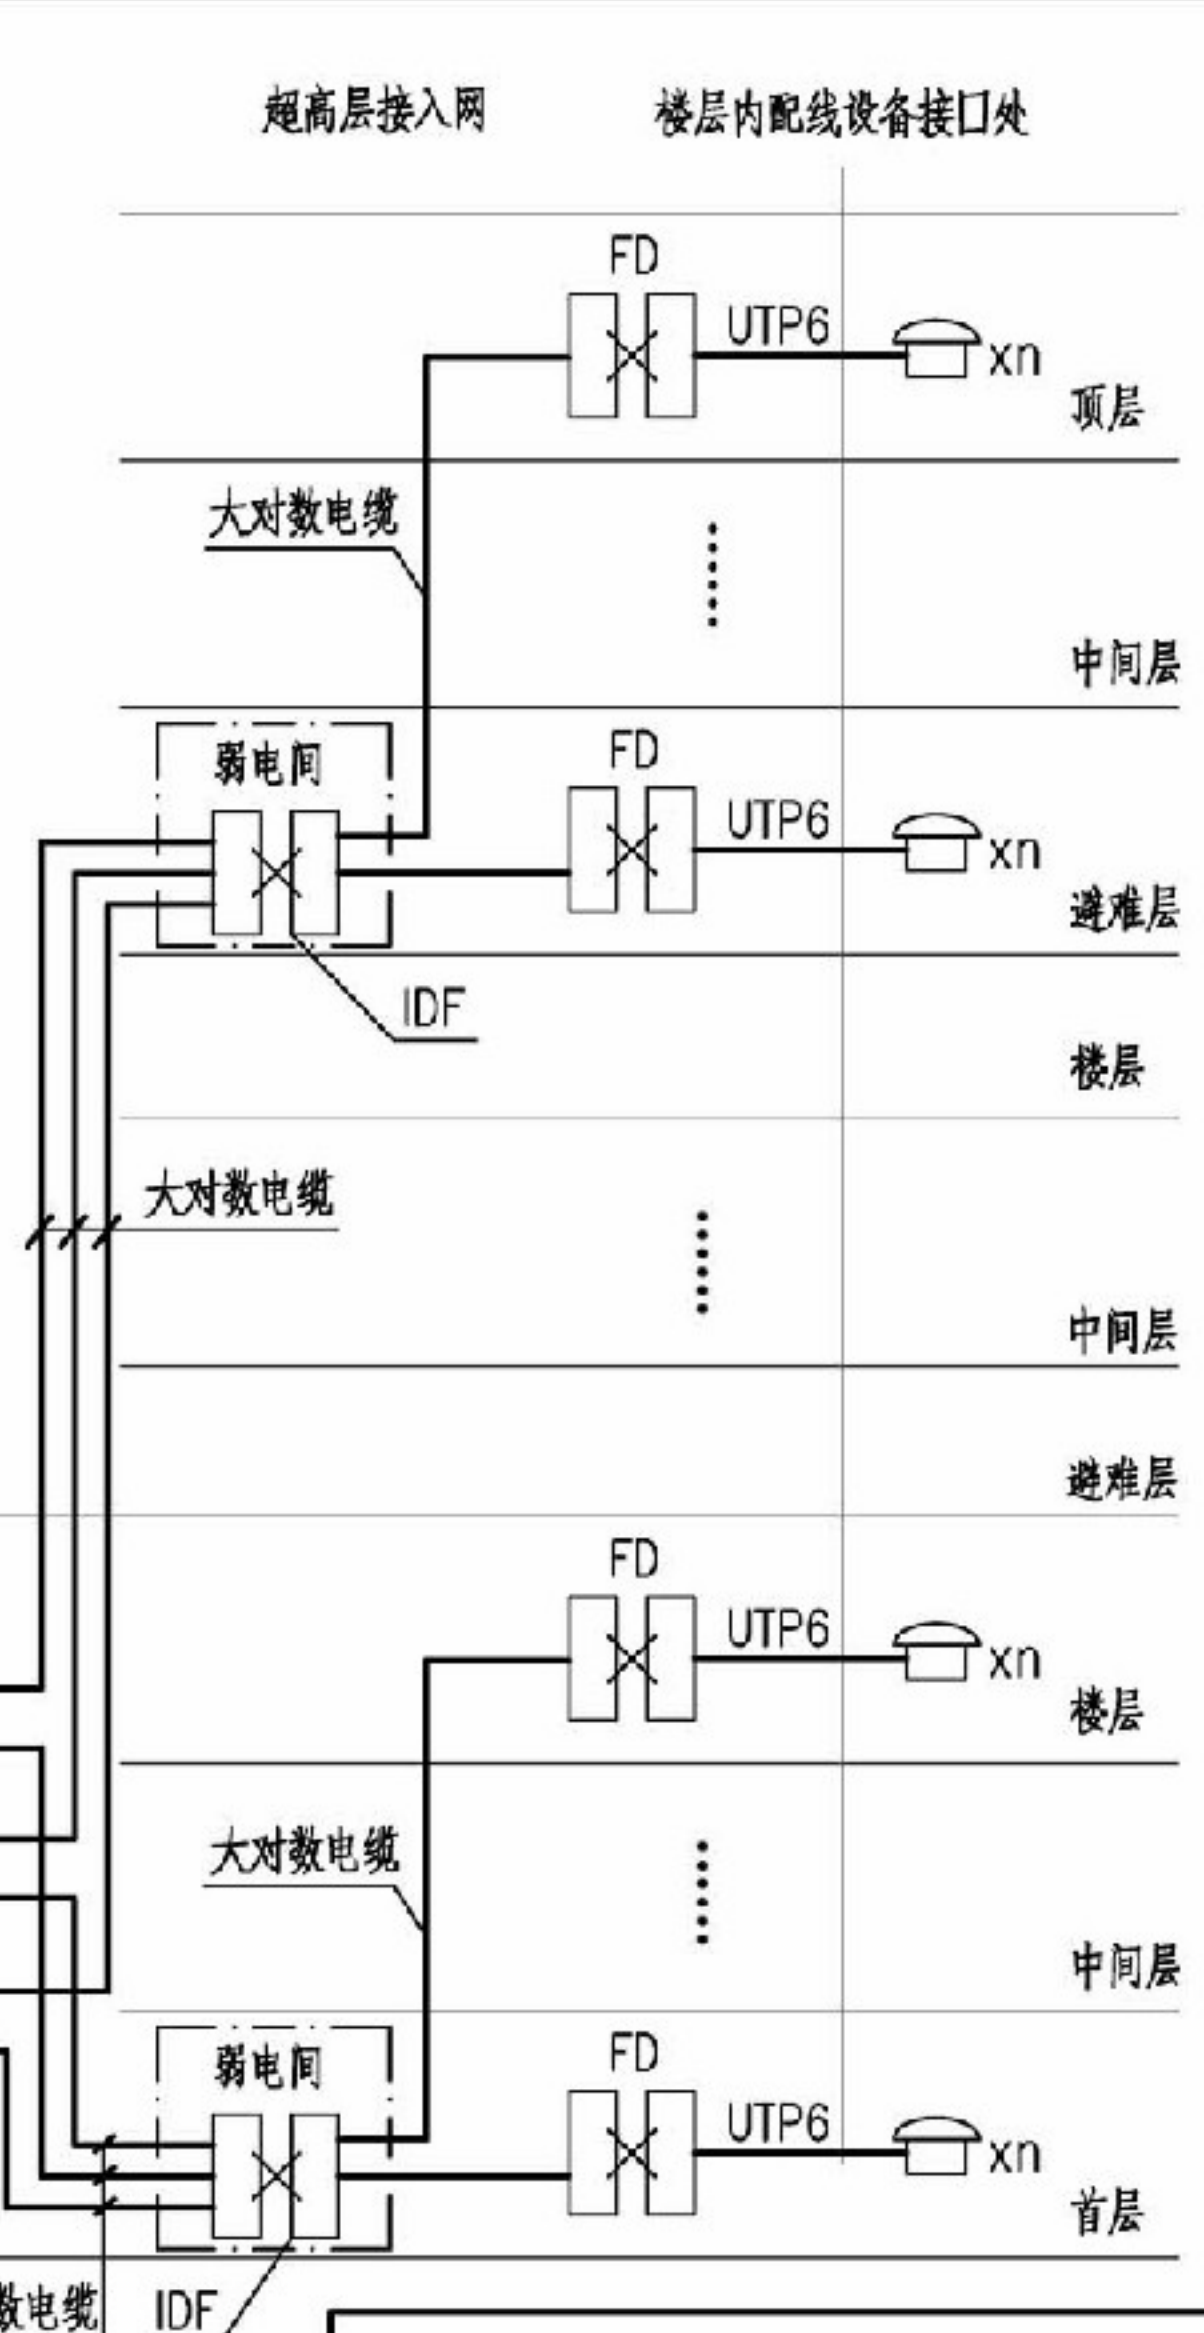 超高层接入网
楼层内配线设备接口处
FD
UTP6
xn
顶层
大对数电缆
中间层
弱电间
FD
UTP6
xn
避难层
IDF
楼层
大对数电缆
中间层
避难层
FD
UTP6
xn
楼层
大对数电缆
中间层
弱电间
FD
UTP6
xn
首层
数电缆
IDF